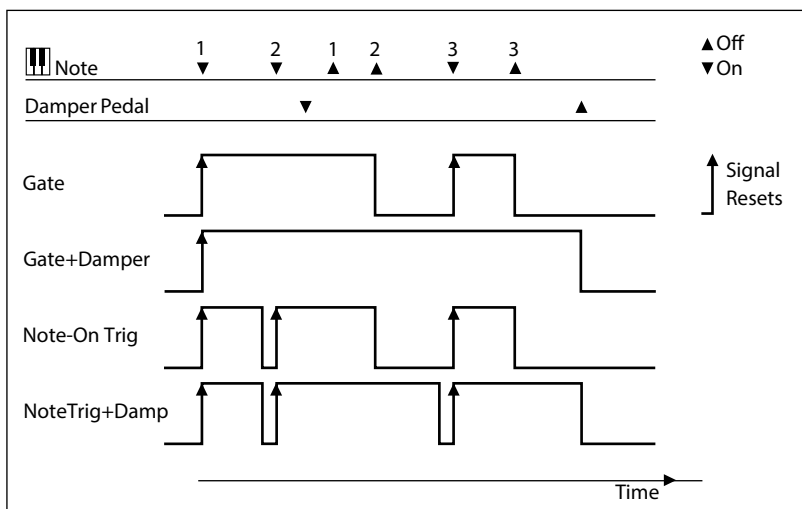 1 2 1 2 3 3
▲Off
Note
▼On
Damper Pedal
Gate
Signal
Resets
Gate+Damper
Note-On Trig
NoteTrig+Damp
Time